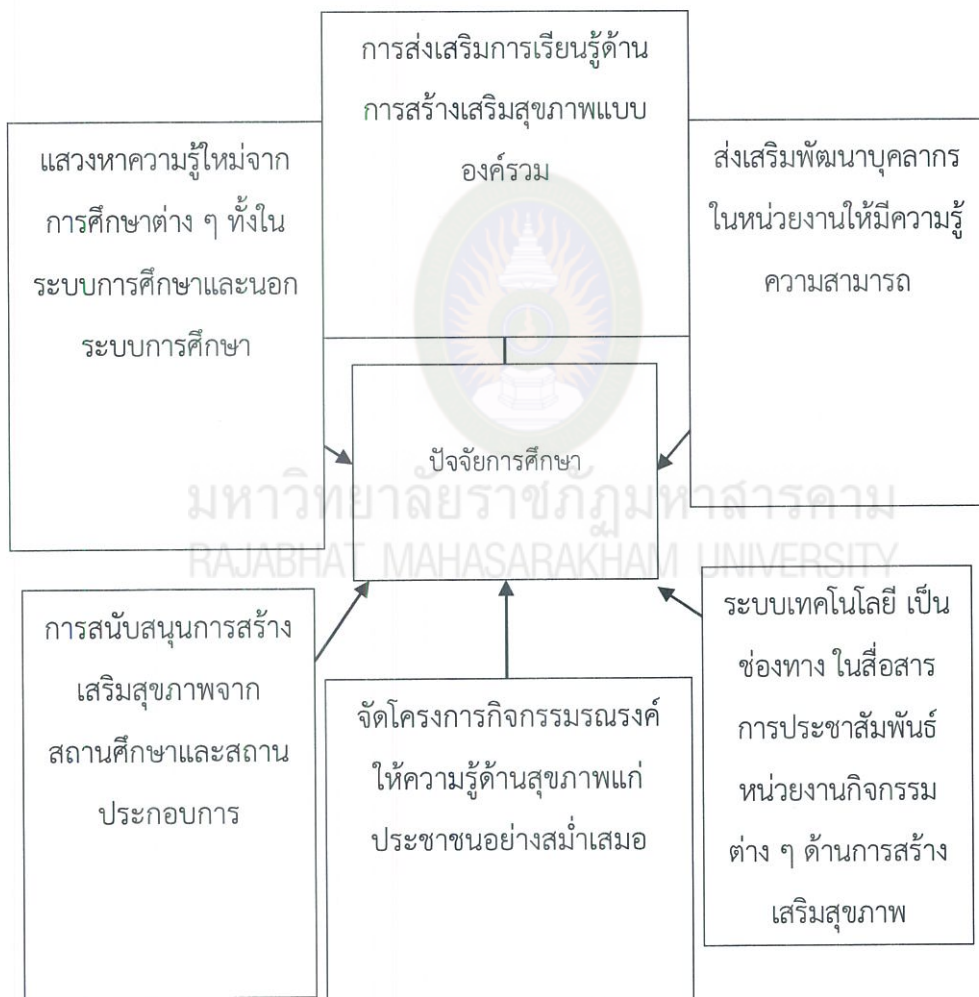 การส่งเสริมการเรียนรู้ด้าน
การสร้างเสริมสุขภาพแบบ
องค์รวม
แสวงหาความรู้ใหม่จาก
การศึกษาต่าง ๆ ทั้งใน
ระบบการศึกษาและนอก
ระบบการศึกษา
ส่งเสริมพัฒนาบุคลากร
ในหน่วยงานให้มีความรู้
ความสามารถ
ปัจจัยการศึกษา
มหาวิทยาลัยราชภัฏมหาสารคาม
RAJABHAT MAHASARAKHAM UNIVERSITY
การสนับสนุนการสร้าง
เสริมสุขภาพจาก
สถานศึกษาและสถาน
ประกอบการ
จัดโครงการกิจกรรมรณรงค์
ให้ความรู้ด้านสุขภาพแก่
ประชาชนอย่างสม่ำเสมอ
ระบบเทคโนโลยี เป็น
ช่องทาง ในสื่อสาร
การประชาสัมพันธ์
หน่วยงานกิจกรรม
ต่าง ๆ ด้านการสร้าง
เสริมสุขภาพ